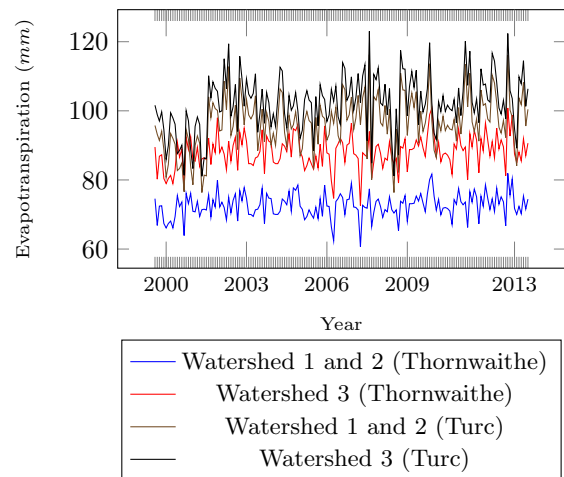 120
100
80
60
Evapotranspiration (mm)
2000 2003 2006 2009 2013
Year
Watershed 1 and 2 (Thornwaithe)
Watershed 3 (Thornwaithe)
Watershed 1 and 2 (Turc)
Watershed 3 (Turc)